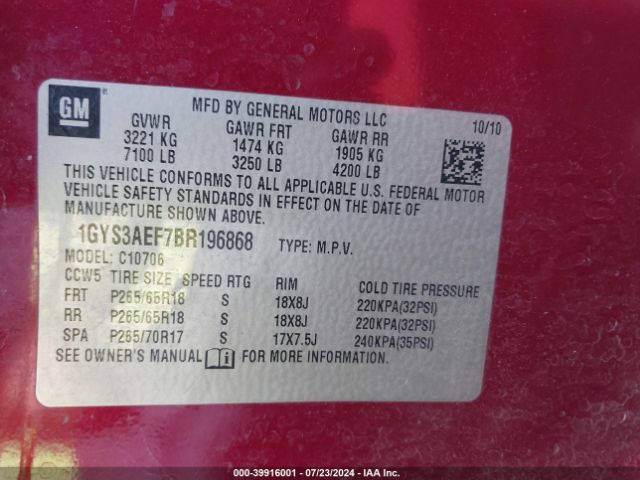 GM ®
MFD BY GENERAL MOTORS LLC
10/10
GVWR GAWR FRT GAWR RR
3221 KG 1474 KG 1905 KG
7100 LB 3250 LB 4200 LB
THIS VEHICLE CONFORMS TO ALL APPLICABLE U.S. FEDERAL MOTOR
VEHICLE SAFETY STANDARDS IN EFFECT ON THE DATE OF
MANUFACTURE SHOWN ABOVE.
1GYS3AEF7BR196868 TYPE: M.P.V.
MODEL: C10706
CCW5 TIRE SIZE SPEED RTG RIM COLD TIRE PRESSURE
FRT P265/65R18 S 18X8J 220KPA(32PSI)
RR P265/65R18 S 18X8J 220KPA(32PSI)
SPA P265/70R17 S 17X7.5J 240KPA(35PSI)
SEE OWNER'S MANUAL i FOR MORE INFORMATION.
000-39916001 - 07/23/2024 - IAA Inc.